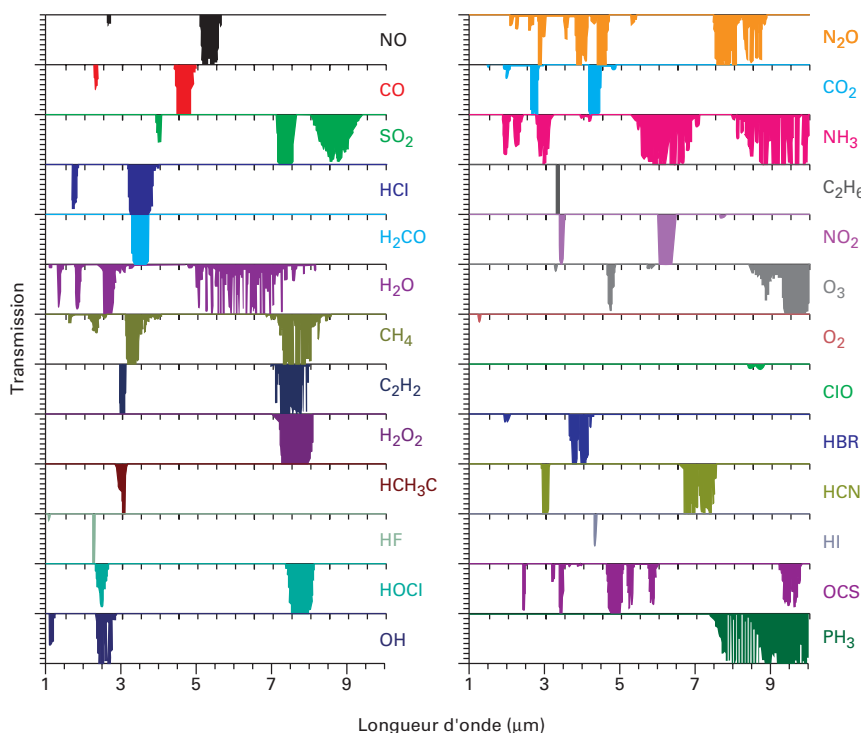 Transmission
NO
CO
SO₂
HCl
H₂CO
H₂O
CH₄
C₂H₂
H₂O₂
HCH₃C
HF
HOCl
OH
1 3 5 7 9
N₂O
CO₂
NH₃
C₂H₆
NO₂
O₃
O₂
ClO
HBR
HCN
HI
OCS
PH₃
1 3 5 7 9
Longueur d'onde (μm)